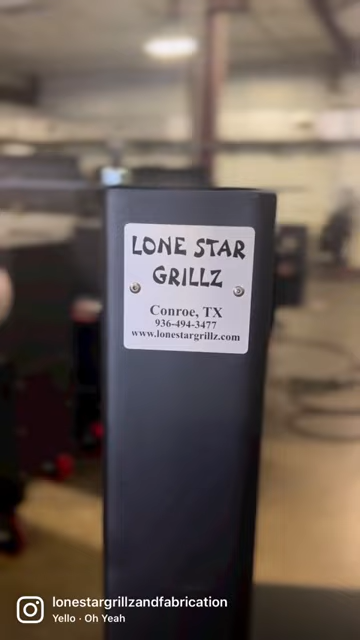 LONE STAR
GRILLZ
Conroe, TX
936-494-3477
www.lonestargrillz.com
lonestargrillzandfabrication
Yello · Oh Yeah